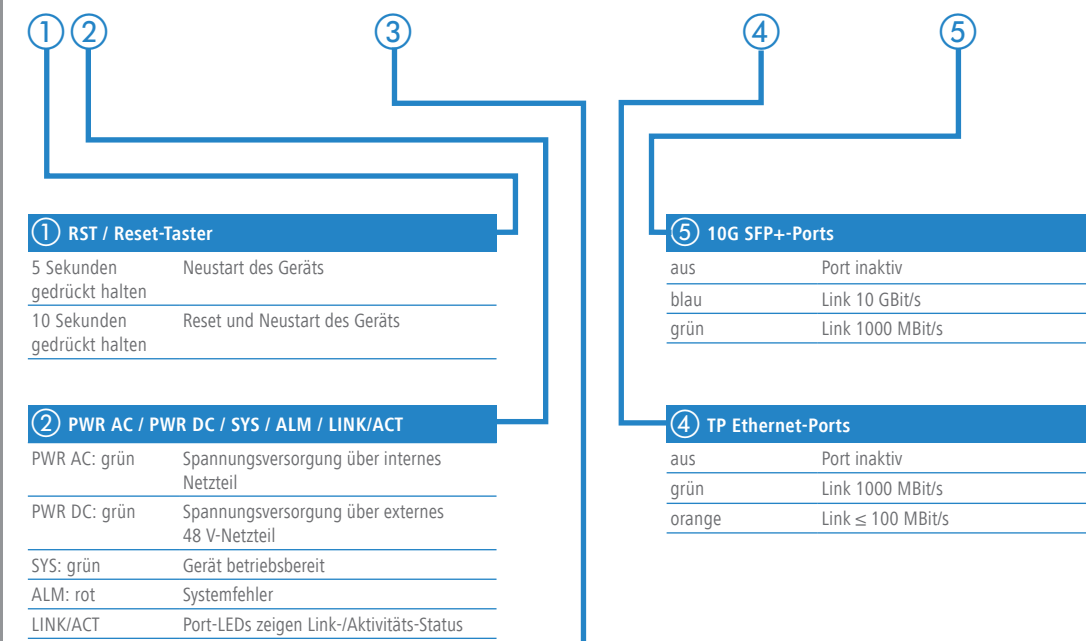 ① ② ③ ④ ⑤
① RST / Reset-Taster
5 Sekunden gedrückt halten Neustart des Geräts
10 Sekunden gedrückt halten Reset und Neustart des Geräts
② PWR AC / PWR DC / SYS / ALM / LINK/ACT
PWR AC: grün Spannungsversorgung über internes
Netzteil
PWR DC: grün Spannungsversorgung über externes
48 V-Netzteil
SYS: grün Gerät betriebsbereit
ALM: rot Systemfehler
LINK/ACT Port-LEDs zeigen Link-/Aktivitäts-Status
⑤ 10G SFP+-Ports
aus Port inaktiv
blau Link 10 GBit/s
grün Link 1000 MBit/s
④ TP Ethernet-Ports
aus Port inaktiv
grün Link 1000 MBit/s
orange Link ≤ 100 MBit/s